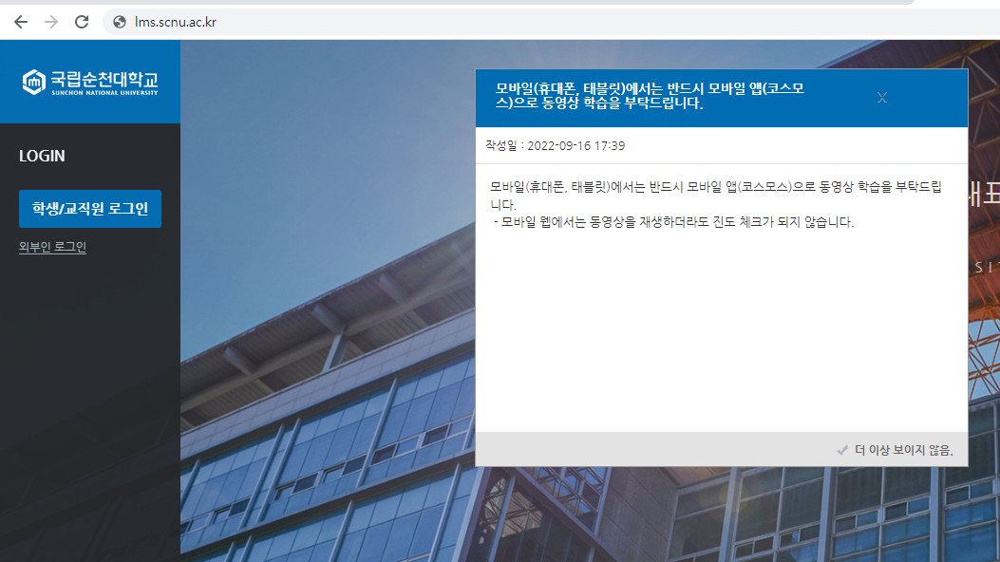 lms.scnu.ac.kr
국립순천대학교
SUNCHON NATIONAL UNIVERSITY
LOGIN
학생/교직원 로그인
외부인 로그인
모바일(휴대폰, 태블릿)에서는 반드시 모바일 앱(코스모
스)으로 동영상 학습을 부탁드립니다.
X
작성일 : 2022-09-16 17:39
모바일(휴대폰, 태블릿)에서는 반드시 모바일 앱(코스모스)으로 동영상 학습을 부탁드립
니다.
- 모바일 웹에서는 동영상을 재생하더라도 진도 체크가 되지 않습니다.
더 이상 보이지 않음.